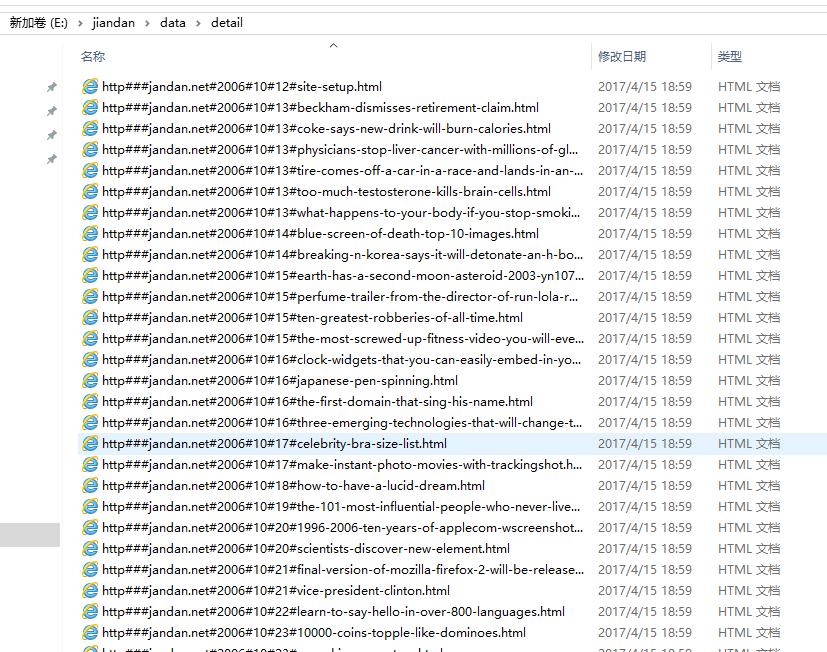 新加卷 (E:) › jiandan › data › detail
名称 修改日期 类型
http###jandan.net#2006#10#12#site-setup.html 2017/4/15 18:59 HTML 文档
http###jandan.net#2006#10#13#beckham-dismisses-retirement-claim.html 2017/4/15 18:59 HTML 文档
http###jandan.net#2006#10#13#coke-says-new-drink-will-burn-calories.html 2017/4/15 18:59 HTML 文档
http###jandan.net#2006#10#13#physicians-stop-liver-cancer-with-millions-of-gl... 2017/4/15 18:59 HTML 文档
http###jandan.net#2006#10#13#tire-comes-off-a-car-in-a-race-and-lands-in-an-... 2017/4/15 18:59 HTML 文档
http###jandan.net#2006#10#13#too-much-testosterone-kills-brain-cells.html 2017/4/15 18:59 HTML 文档
http###jandan.net#2006#10#13#what-happens-to-your-body-if-you-stop-smoki... 2017/4/15 18:59 HTML 文档
http###jandan.net#2006#10#14#blue-screen-of-death-top-10-images.html 2017/4/15 18:59 HTML 文档
http###jandan.net#2006#10#14#breaking-n-korea-says-it-will-detonate-an-h-bo... 2017/4/15 18:59 HTML 文档
http###jandan.net#2006#10#15#earth-has-a-second-moon-asteroid-2003-yn107... 2017/4/15 18:59 HTML 文档
http###jandan.net#2006#10#15#perfume-trailer-from-the-director-of-run-lola-r... 2017/4/15 18:59 HTML 文档
http###jandan.net#2006#10#15#ten-greatest-robberies-of-all-time.html 2017/4/15 18:59 HTML 文档
http###jandan.net#2006#10#15#the-most-screwed-up-fitness-video-you-will-eve... 2017/4/15 18:59 HTML 文档
http###jandan.net#2006#10#16#clock-widgets-that-you-can-easily-embed-in-yo... 2017/4/15 18:59 HTML 文档
http###jandan.net#2006#10#16#japanese-pen-spinning.html 2017/4/15 18:59 HTML 文档
http###jandan.net#2006#10#16#the-first-domain-that-sing-his-name.html 2017/4/15 18:59 HTML 文档
http###jandan.net#2006#10#16#three-emerging-technologies-that-will-change-t... 2017/4/15 18:59 HTML 文档
http###jandan.net#2006#10#17#celebrity-bra-size-list.html 2017/4/15 18:59 HTML 文档
http###jandan.net#2006#10#17#make-instant-photo-movies-with-trackingshot.h... 2017/4/15 18:59 HTML 文档
http###jandan.net#2006#10#18#how-to-have-a-lucid-dream.html 2017/4/15 18:59 HTML 文档
http###jandan.net#2006#10#19#the-101-most-influential-people-who-never-live... 2017/4/15 18:59 HTML 文档
http###jandan.net#2006#10#20#1996-2006-ten-years-of-applecom-wscreenshot... 2017/4/15 18:59 HTML 文档
http###jandan.net#2006#10#20#scientists-discover-new-element.html 2017/4/15 18:59 HTML 文档
http###jandan.net#2006#10#21#final-version-of-mozilla-firefox-2-will-be-release... 2017/4/15 18:59 HTML 文档
http###jandan.net#2006#10#21#vice-president-clinton.html 2017/4/15 18:59 HTML 文档
http###jandan.net#2006#10#22#learn-to-say-hello-in-over-800-languages.html 2017/4/15 18:59 HTML 文档
http###jandan.net#2006#10#23#10000-coins-topple-like-dominoes.html 2017/4/15 18:59 HTML 文档